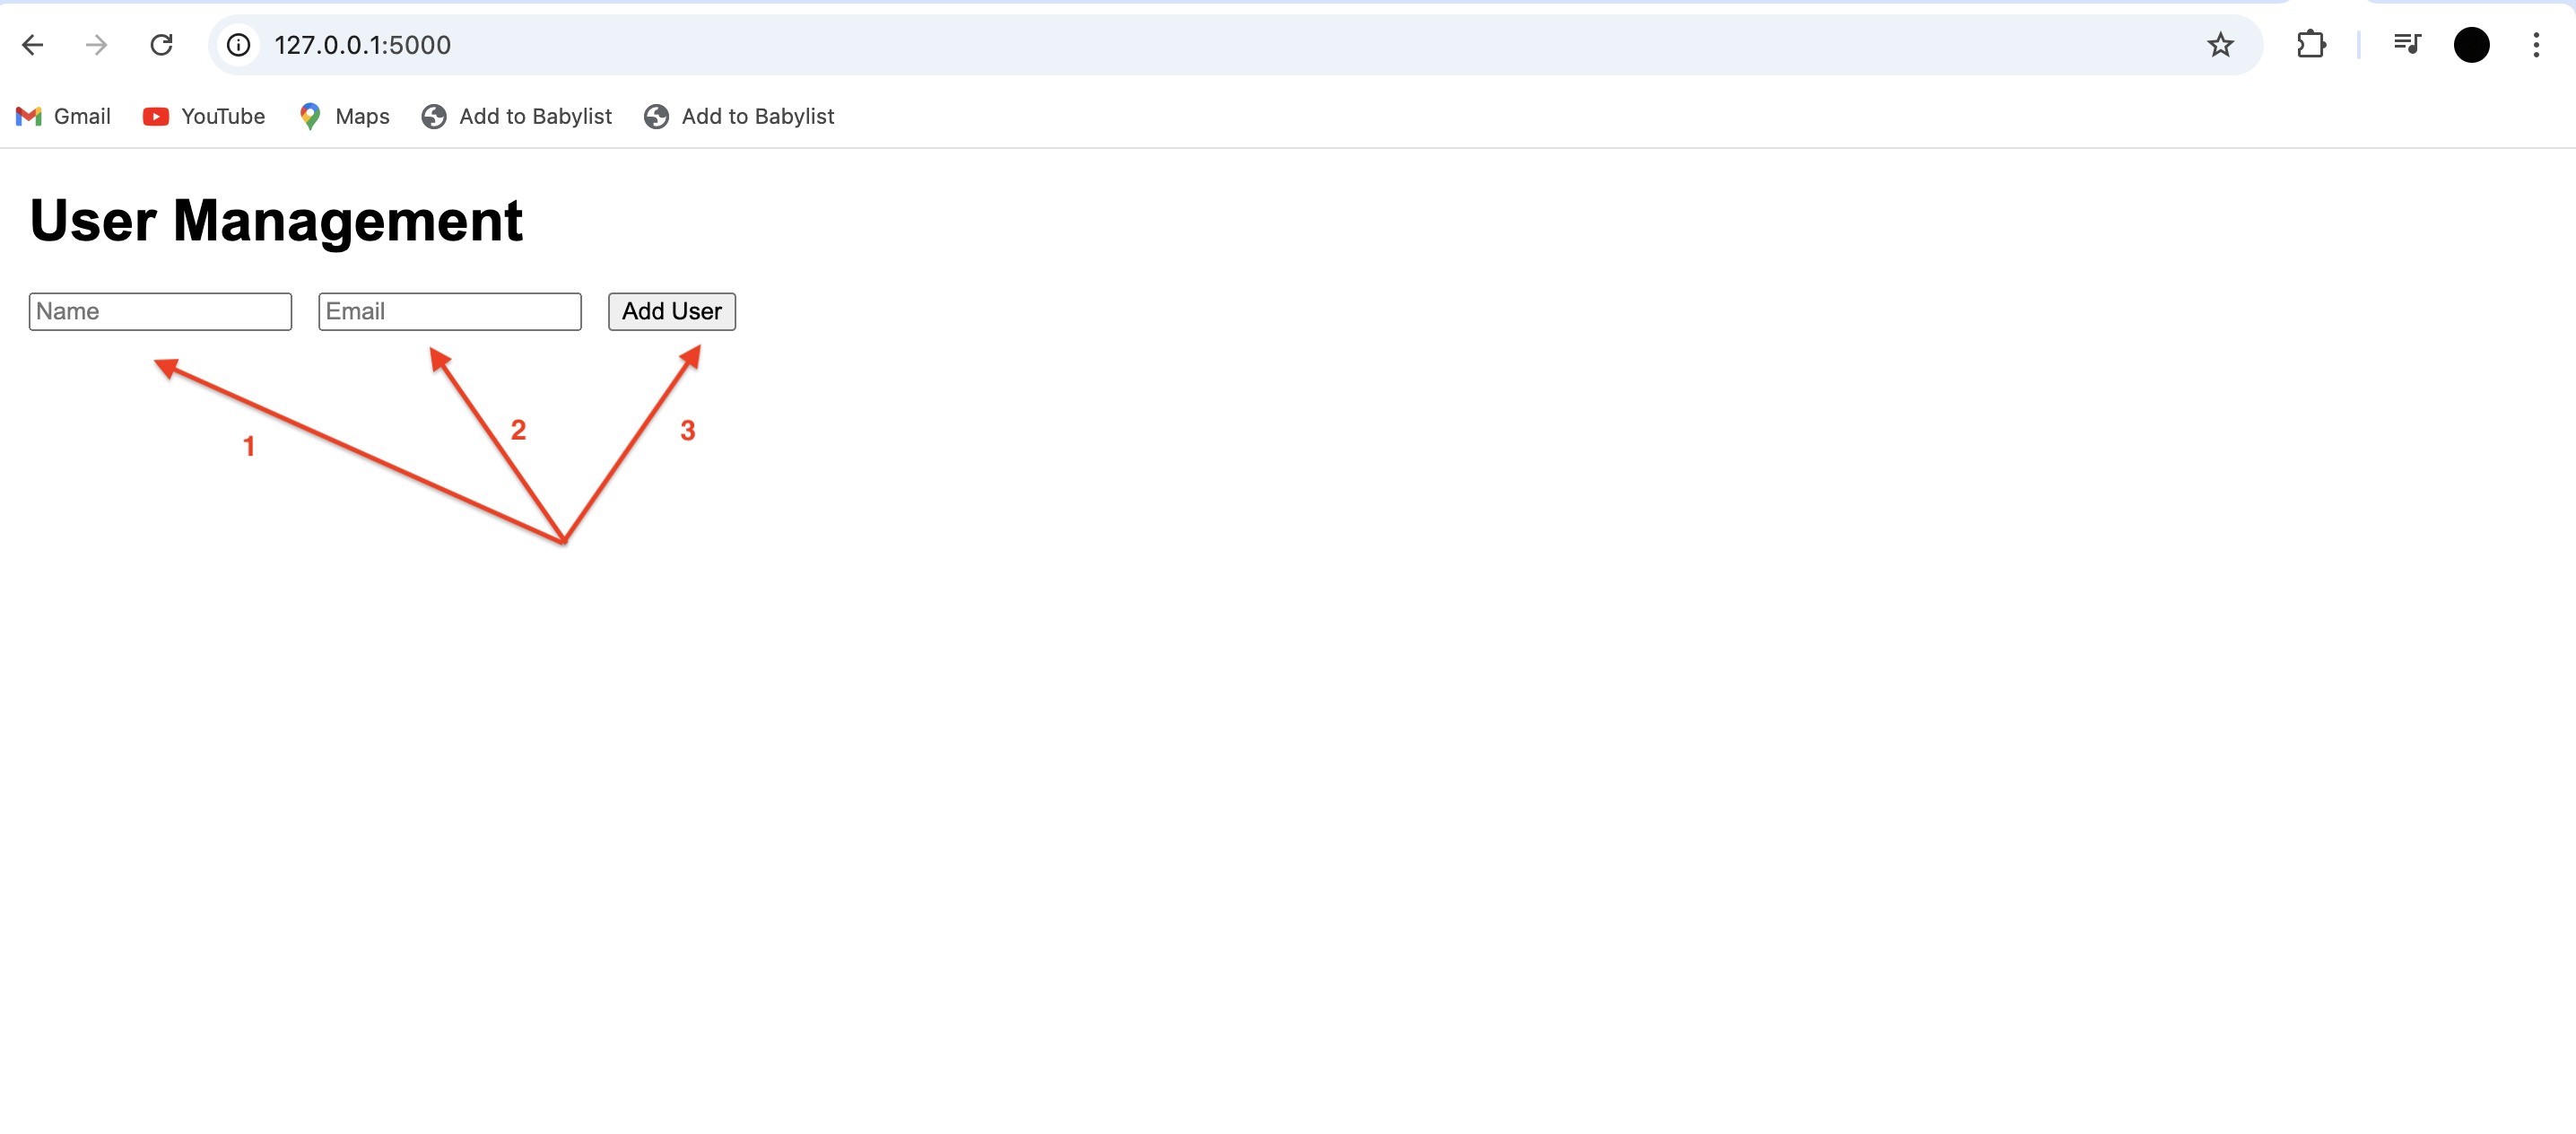 127.0.0.1:5000
Gmail YouTube Maps Add to Babylist Add to Babylist
User Management
Name Email Add User
1 2 3